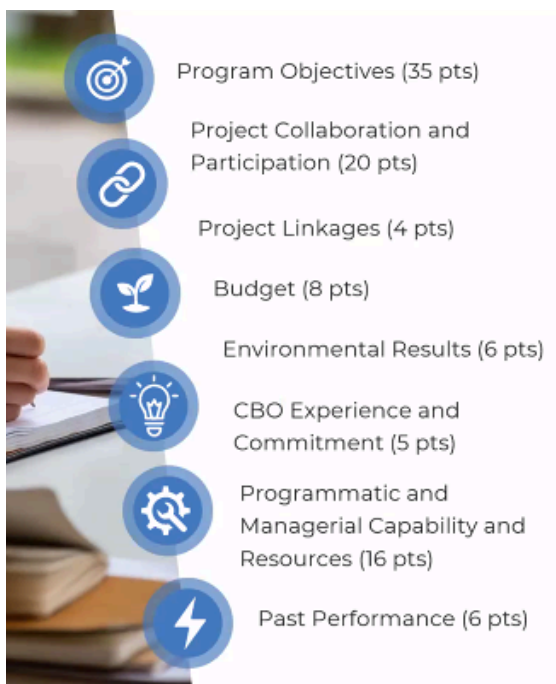 Program Objectives (35 pts)
Project Collaboration and
Participation (20 pts)
Project Linkages (4 pts)
Budget (8 pts)
Environmental Results (6 pts)
CBO Experience and
Commitment (5 pts)
Programmatic and
Managerial Capability and
Resources (16 pts)
Past Performance (6 pts)